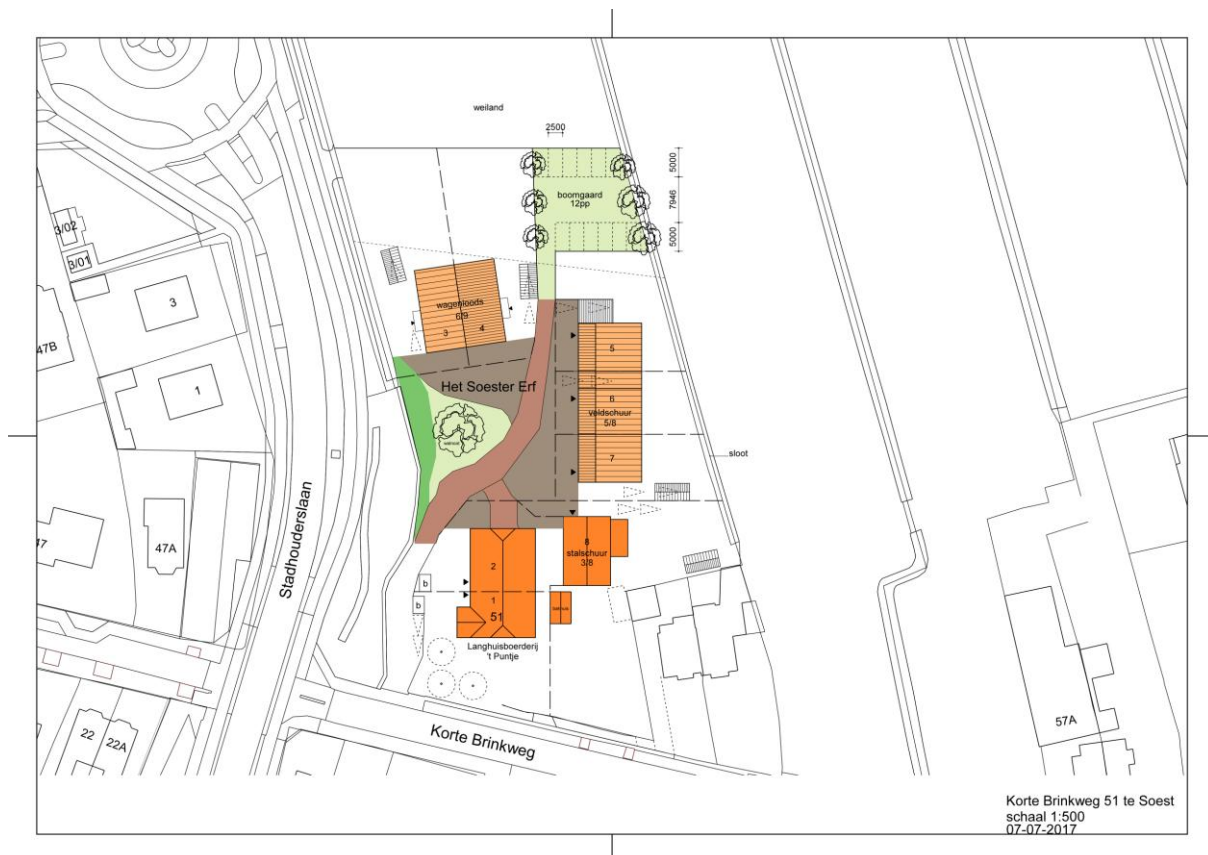 weiland
2500
5000
7946
5000
boomgaard
12pp
3/02
3/01
3
47B
1
wagenloods
6/9
3
4
Het Soester Erf
5
6
Veldschuur
5/8
7
sloot
walnoot
47
47A
Stadhouderslaan
8
stalschuur
3/8
2
1
51
b
b
bakhuis
Langhuisboerderij
't Puntje
22
22A
Korte Brinkweg
57A
Korte Brinkweg 51 te Soest
schaal 1:500
07-07-2017